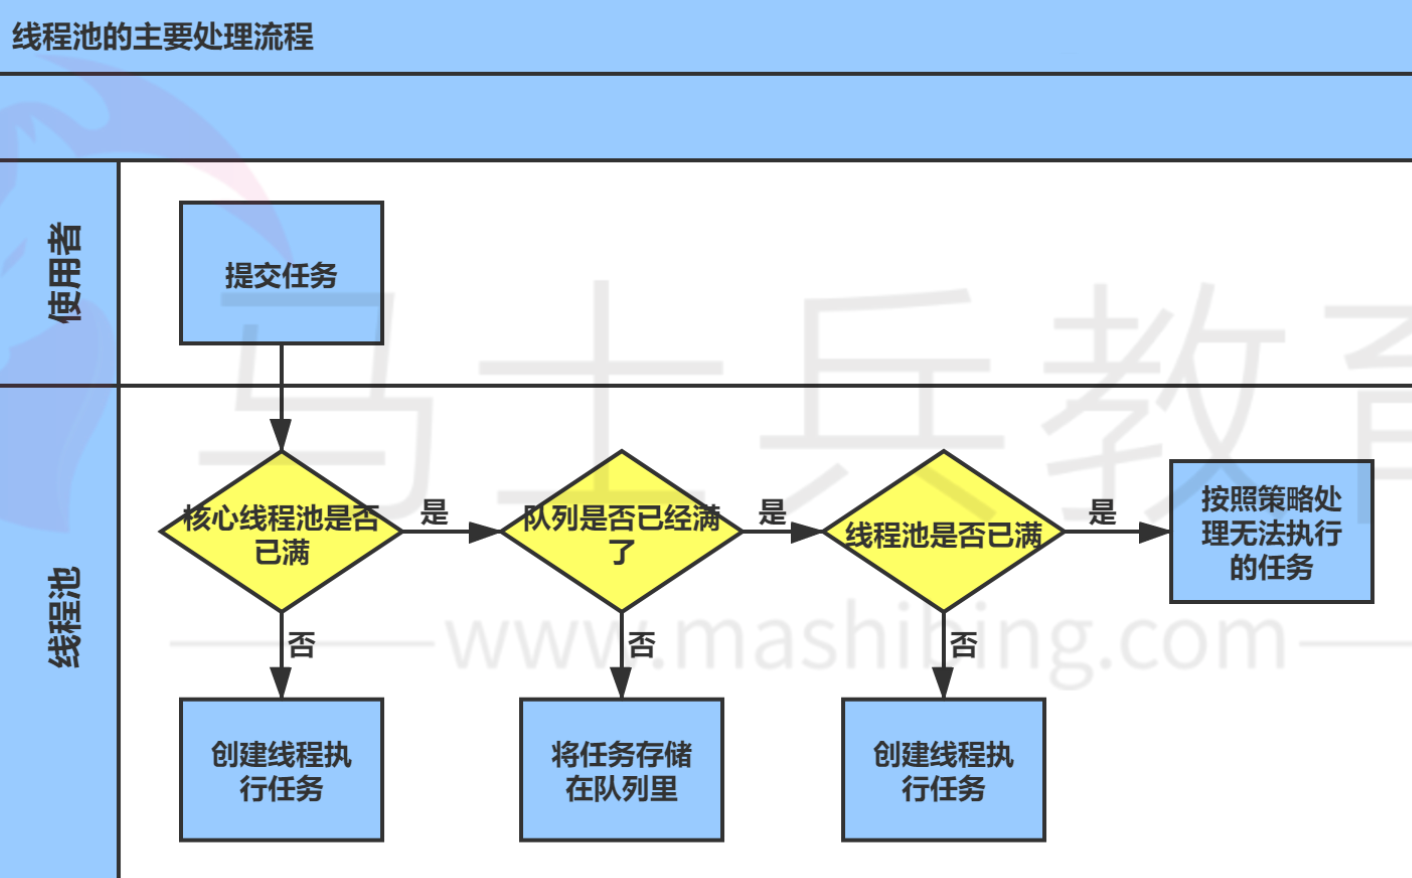 线程池的主要处理流程
使用者
提交任务
线程池
核心线程池是否
已满
是
队列是否已经满
了
是
线程池是否已满
是
按照策略处
理无法执行
的任务
否
否
否
创建线程执
行任务
将任务存储
在队列里
创建线程执
行任务
马士兵教育
www.mashibing.com